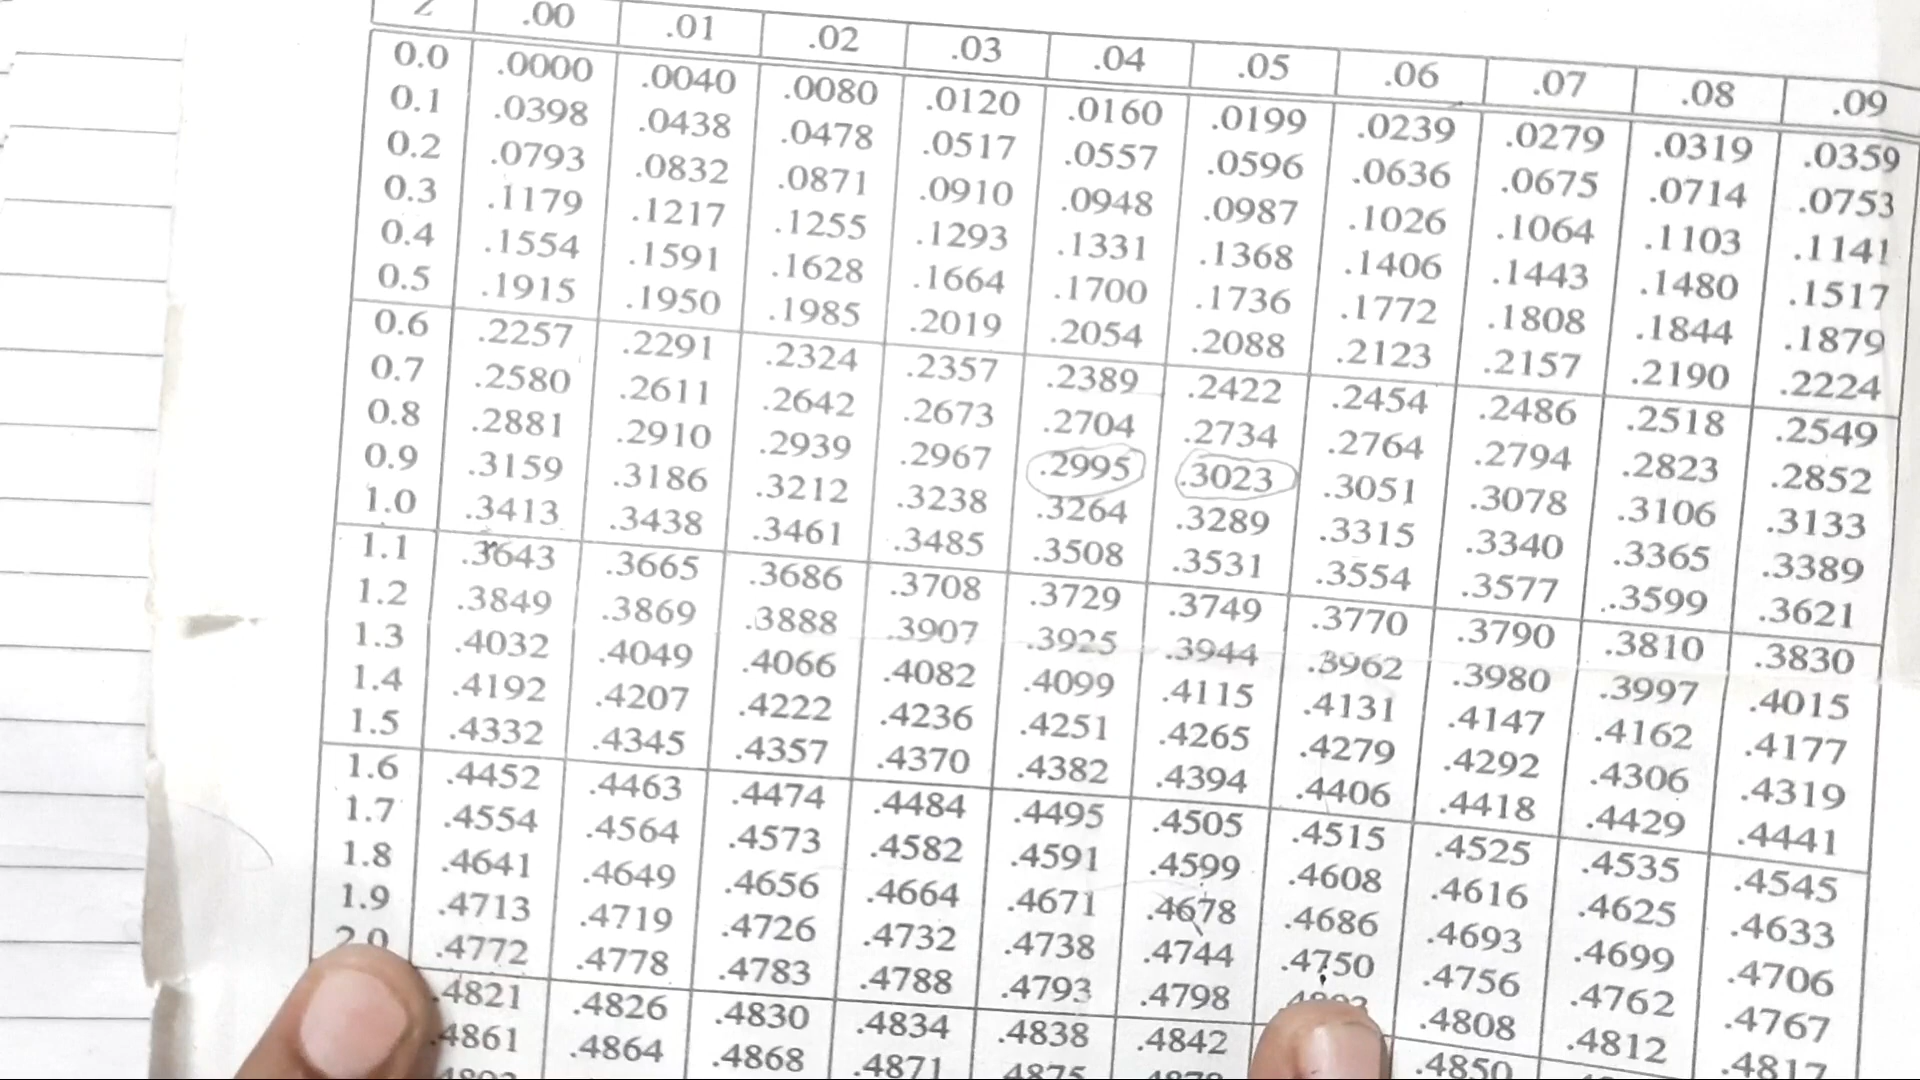 Z .00 .01 .02 .03 .04 .05 .06 .07 .08 .09
0.0 .0000 .0040 .0080 .0120 .0160 .0199 .0239 .0279 .0319 .0359
0.1 .0398 .0438 .0478 .0517 .0557 .0596 .0636 .0675 .0714 .0753
0.2 .0793 .0832 .0871 .0910 .0948 .0987 .1026 .1064 .1103 .1141
0.3 .1179 .1217 .1255 .1293 .1331 .1368 .1406 .1443 .1480 .1517
0.4 .1554 .1591 .1628 .1664 .1700 .1736 .1772 .1808 .1844 .1879
0.5 .1915 .1950 .1985 .2019 .2054 .2088 .2123 .2157 .2190 .2224
0.6 .2257 .2291 .2324 .2357 .2389 .2422 .2454 .2486 .2518 .2549
0.7 .2580 .2611 .2642 .2673 .2704 .2734 .2764 .2794 .2823 .2852
0.8 .2881 .2910 .2939 .2967 .2995 .3023 .3051 .3078 .3106 .3133
0.9 .3159 .3186 .3212 .3238 .3264 .3289 .3315 .3340 .3365 .3389
1.0 .3413 .3438 .3461 .3485 .3508 .3531 .3554 .3577 .3599 .3621
1.1 .3643 .3665 .3686 .3708 .3729 .3749 .3770 .3790 .3810 .3830
1.2 .3849 .3869 .3888 .3907 .3925 .3944 .3962 .3980 .3997 .4015
1.3 .4032 .4049 .4066 .4082 .4099 .4115 .4131 .4147 .4162 .4177
1.4 .4192 .4207 .4222 .4236 .4251 .4265 .4279 .4292 .4306 .4319
1.5 .4332 .4345 .4357 .4370 .4382 .4394 .4406 .4418 .4429 .4441
1.6 .4452 .4463 .4474 .4484 .4495 .4505 .4515 .4525 .4535 .4545
1.7 .4554 .4564 .4573 .4582 .4591 .4599 .4608 .4616 .4625 .4633
1.8 .4641 .4649 .4656 .4664 .4671 .4678 .4686 .4693 .4699 .4706
1.9 .4713 .4719 .4726 .4732 .4738 .4744 .4750 .4756 .4762 .4767
2.0 .4772 .4778 .4783 .4788 .4793 .4798 .4808 .4812 .4817
.4821 .4826 .4830 .4834 .4838 .4842 .4850
.4861 .4864 .4868 .4871 .4875